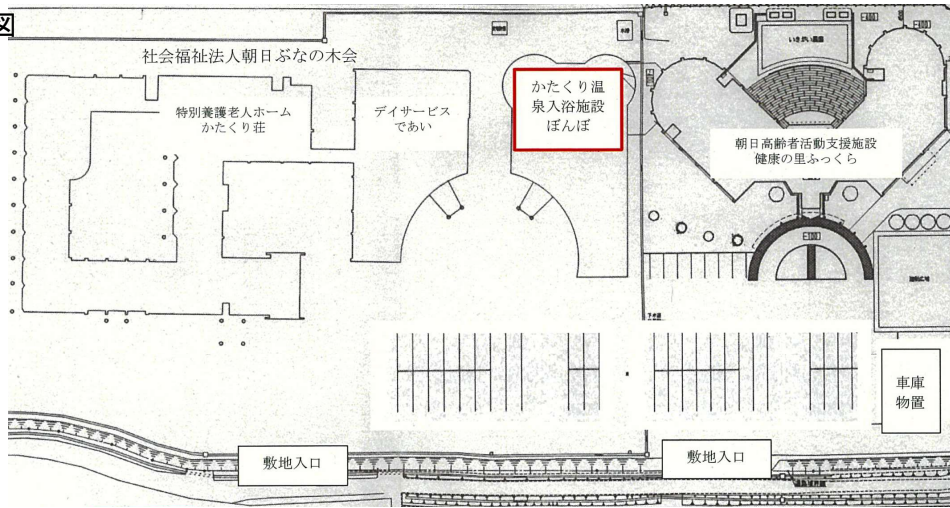 図
社会福祉法人朝日ぶなの木会
特別養護老人ホーム
かたくり荘
デイサービス
であい
かたくり温
泉入浴施設
ぽんぽ
いきがい農園
朝日高齢者活動支援施設
健康の里ふっくら
車庫
物置
敷地入口
敷地入口